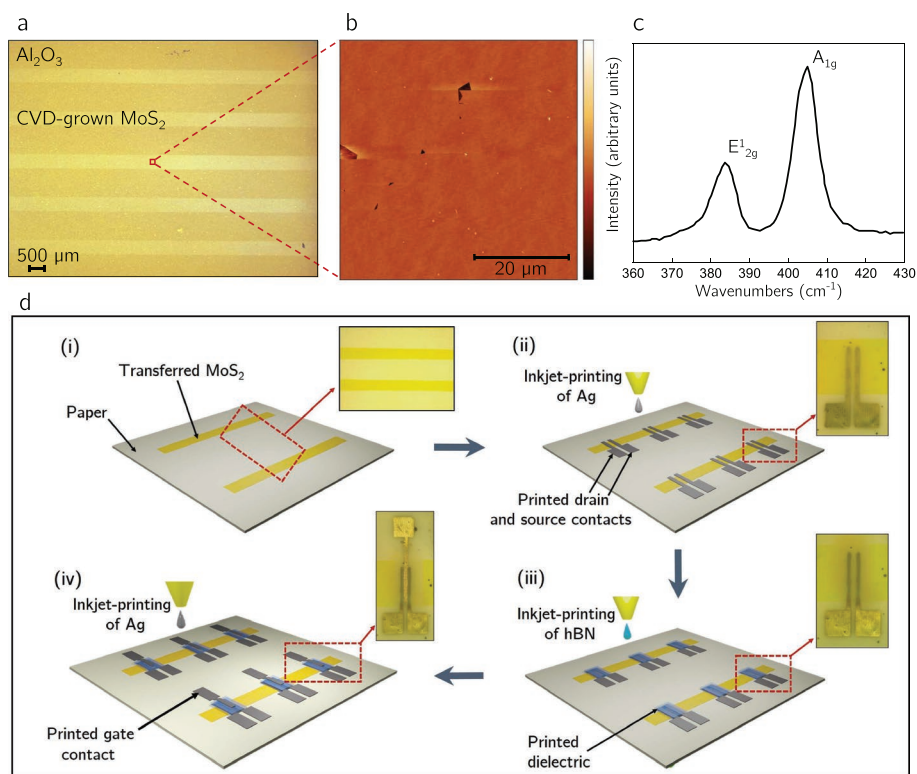 a
Al₂O₃
CVD-grown MoS₂
500 μm
b
20 μm
c
Intensity (arbitrary units)
E¹₂g
A₁g
360 370 380 390 400 410 420 430
Wavenumbers (cm⁻¹)
d
(i)
Transferred MoS₂
Paper
(ii)
Inkjet-printing
of Ag
Printed drain
and source contacts
(iii)
Inkjet-printing
of hBN
Printed
dielectric
(iv)
Inkjet-printing
of Ag
Printed gate
contact